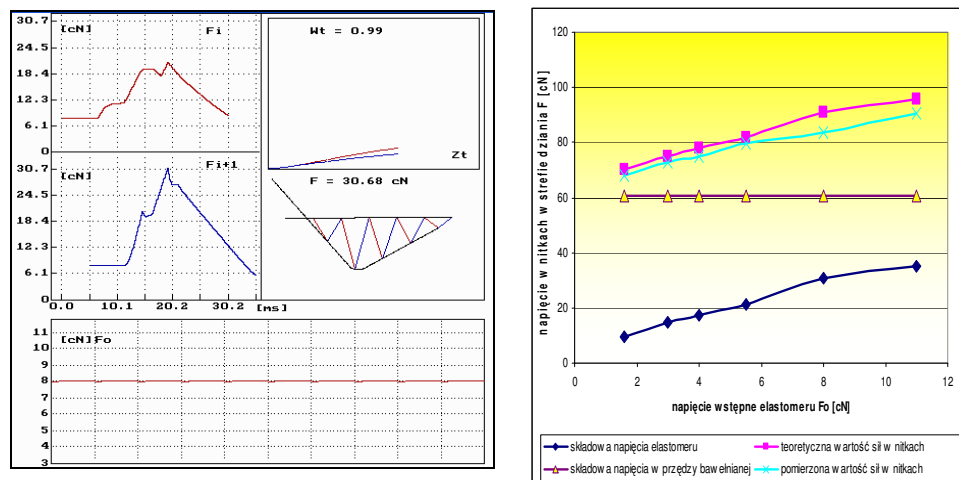 30.7
[cN]
Fi
24.5
18.4
12.3
6.1
0
30.7
[cN]
Fi+1
24.5
18.4
12.3
6.1
0
0.0 10.1 20.2 30.2 [ms]
Wt = 0.99
Zt
F = 30.68 cN
11 [cN] Fo
10
9
8
7
6
5
4
3
napięcie w nitkach w strefie dziania F [cN]
120
100
80
60
40
20
0
0 2 4 6 8 10 12
napięcie wstępne elastomeru Fo [cN]
składowa napięcia elastomeru
teoretyczna wartość sił w nitkach
składowa napięcia w przędzy bawełnianej
pomierzona wartość sił w nitkach